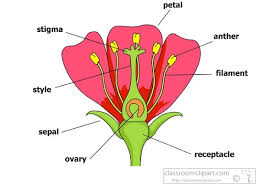 petal
stigma
anther
filament
style
sepal
ovary
receptacle
classroomclipart.com